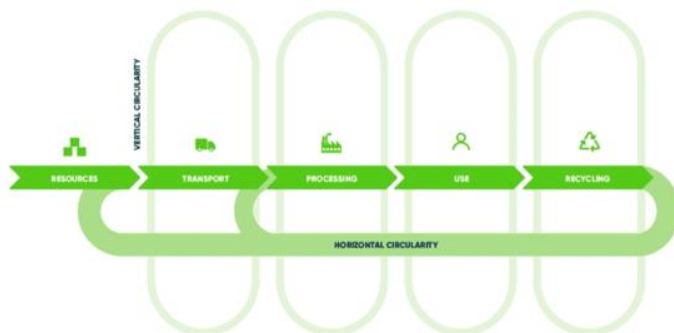 VERTICAL CIRCULARITY
RESOURCES
TRANSPORT
PROCESSING
USE
RECYCLING
HORIZONTAL CIRCULARITY